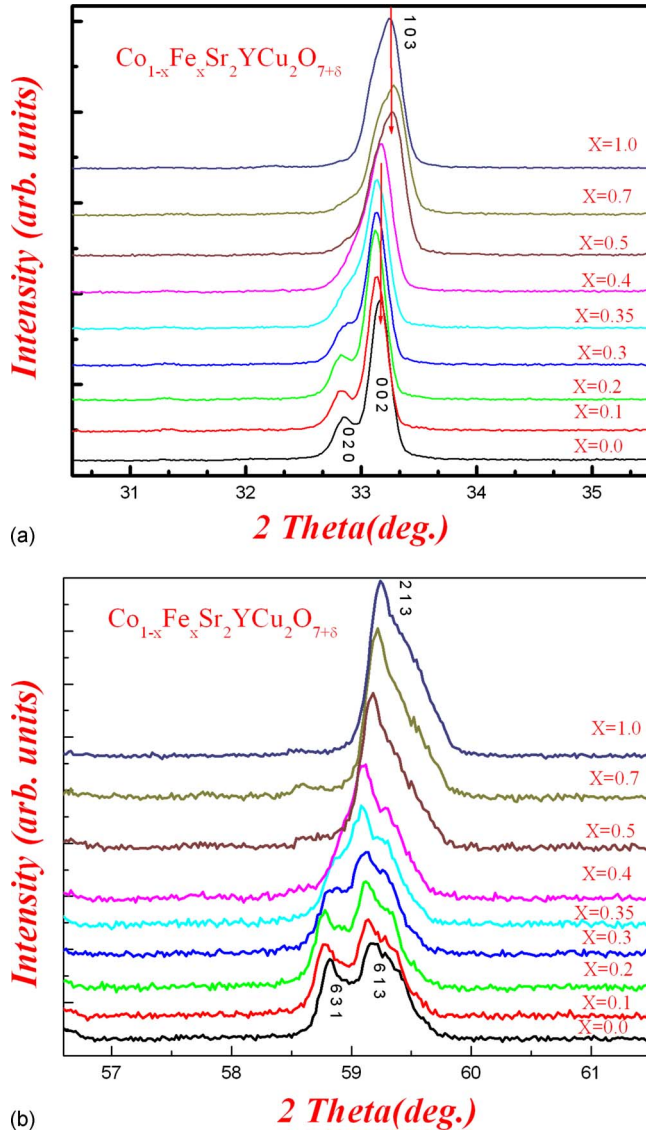 Co1-xFexSr2YCu2O7+δ
1 0 3
X=1.0
X=0.7
X=0.5
X=0.4
X=0.35
X=0.3
X=0.2
X=0.1
X=0.0
0 0 2
0 2 0
Intensity (arb. units)
31 32 33 34 35
2 Theta(deg.)
(a)
Co1-xFexSr2YCu2O7+δ
2 1 3
X=1.0
X=0.7
X=0.5
X=0.4
X=0.35
X=0.3
X=0.2
X=0.1
X=0.0
6 3 1
6 1 3
Intensity (arb. units)
57 58 59 60 61
2 Theta(deg.)
(b)